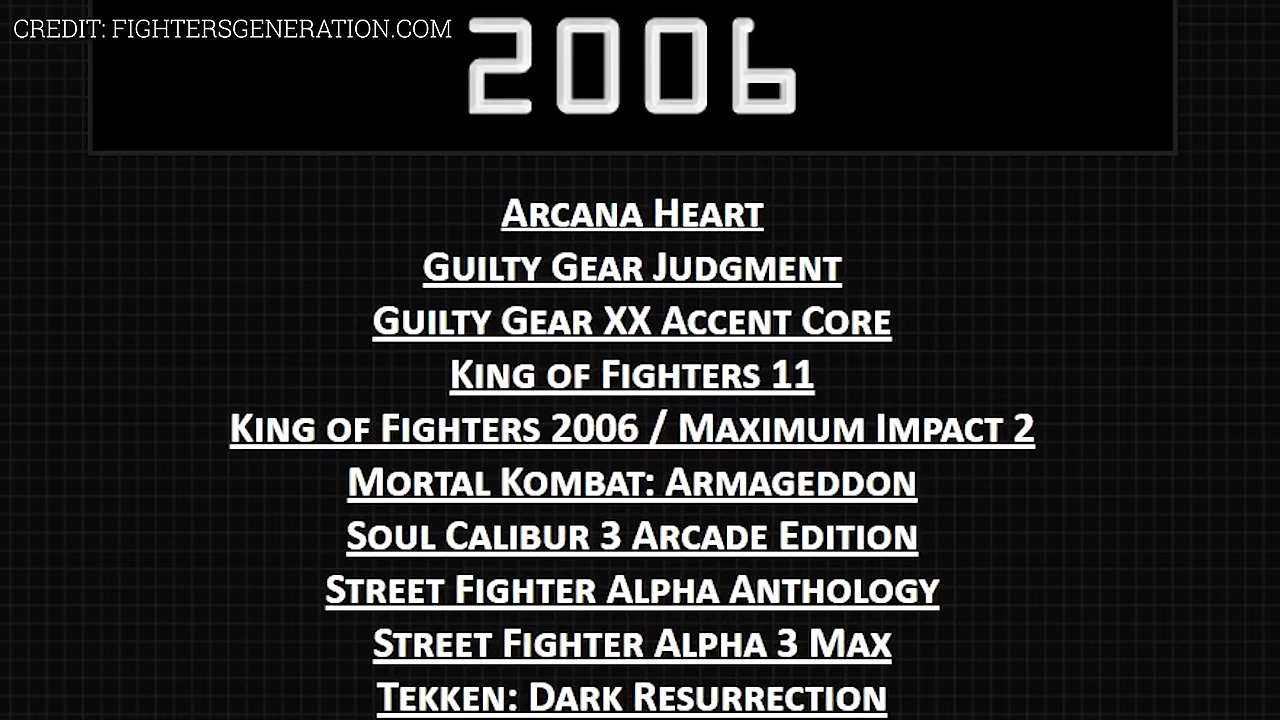 CREDIT: FIGHTERSGENERATION.COM
2006
ARCANA HEART
GUILTY GEAR JUDGMENT
GUILTY GEAR XX ACCENT CORE
KING OF FIGHTERS 11
KING OF FIGHTERS 2006 / MAXIMUM IMPACT 2
MORTAL KOMBAT: ARMAGEDDON
SOUL CALIBUR 3 ARCADE EDITION
STREET FIGHTER ALPHA ANTHOLOGY
STREET FIGHTER ALPHA 3 MAX
TEKKEN: DARK RESURRECTION